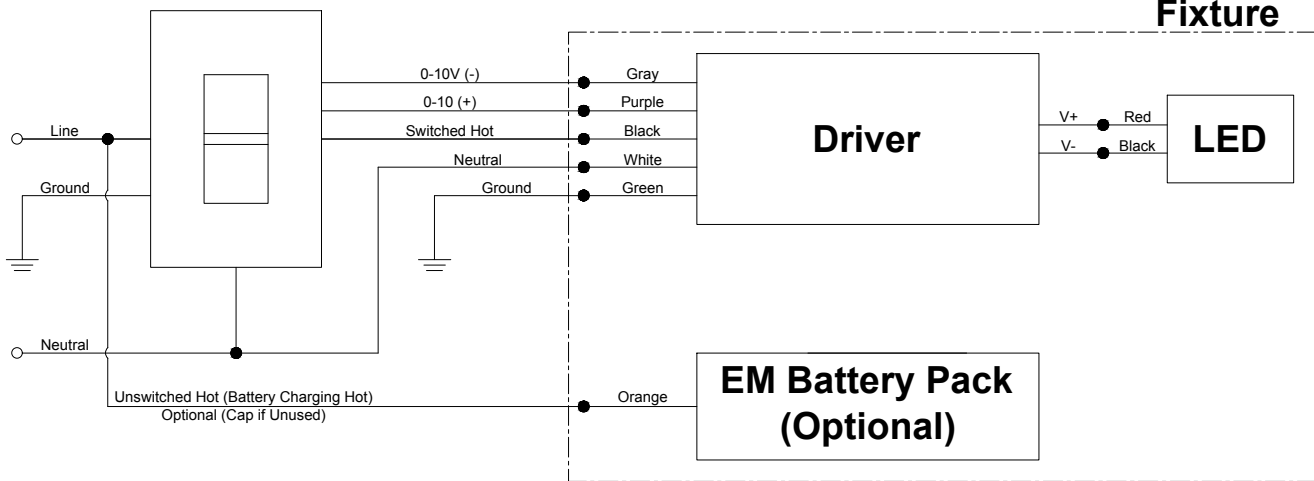 Fixture
0-10V (-)
Gray
0-10 (+)
Purple
Line
Switched Hot
Black
Neutral
White
Ground
Ground
Green
Driver
V+
Red
V-
Black
LED
Neutral
Unswitched Hot (Battery Charging Hot)
Optional (Cap if Unused)
Orange
EM Battery Pack
(Optional)